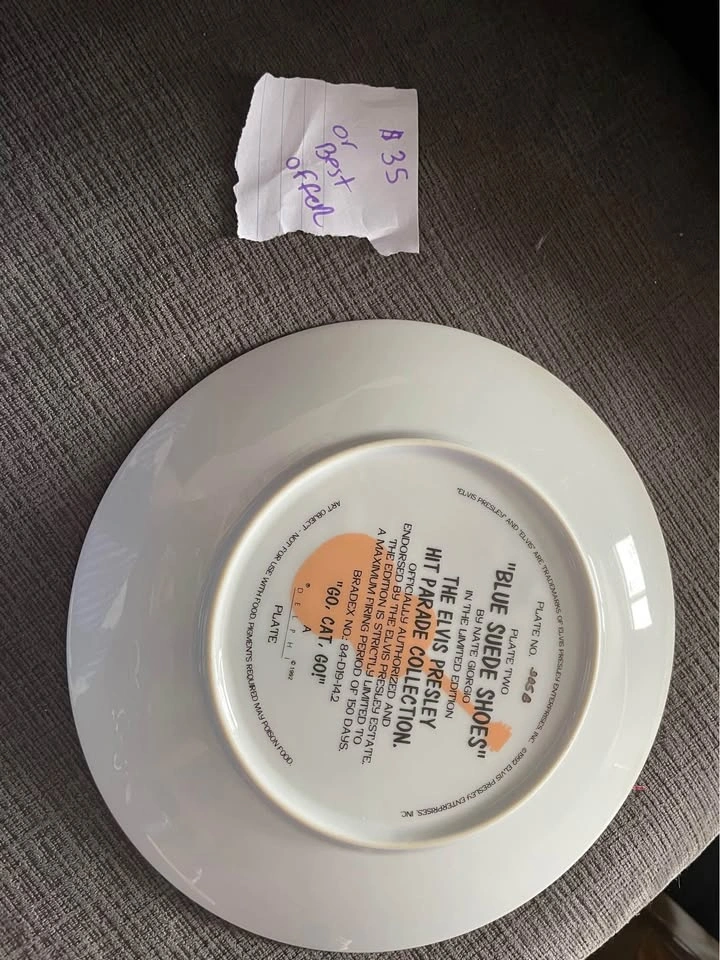 $35
or
Best
offer
"ELVIS PRESLEY" AND "ELVIS" ARE TRADEMARKS OF ELVIS PRESLEY ENTERPRISES, INC. ©1992 ELVIS PRESLEY ENTERPRISES, INC.
PLATE NO.
PLATE TWO
"BLUE SUEDE SHOES"
BY NATE GIORGIO
IN THE LIMITED EDITION
THE ELVIS PRESLEY
HIT PARADE COLLECTION.
OFFICIALLY AUTHORIZED AND
ENDORSED BY THE ELVIS PRESLEY ESTATE.
THE EDITION IS STRICTLY LIMITED TO
A MAXIMUM FIRING PERIOD OF 150 DAYS.
BRADEX NO.: 84-D19-14.2
"GO, CAT, GO!"
DELPHI
PLATE
ART OBJECT - NOT FOR USE WITH FOOD. PIGMENTS REQUIRED MAY POISON FOOD.